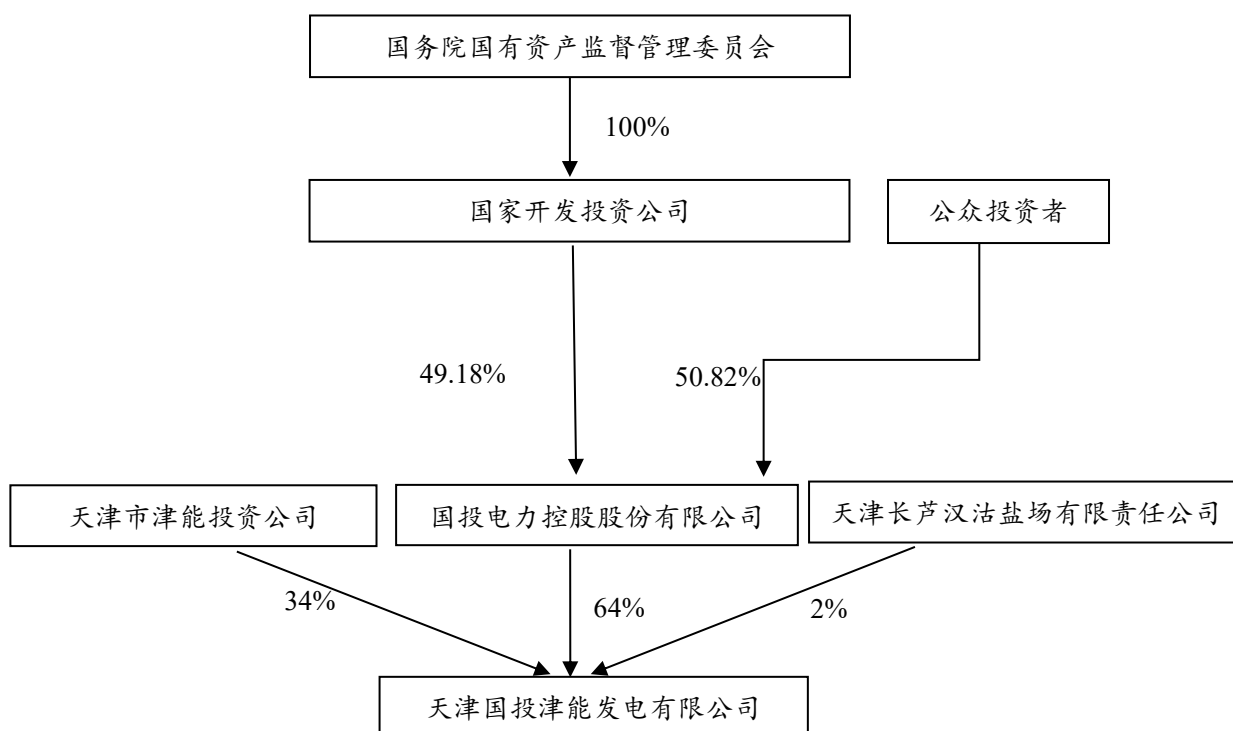 国务院国有资产监督管理委员会
100%
国家开发投资公司
公众投资者
49.18%
50.82%
天津市津能投资公司
国投电力控股股份有限公司
天津长芦汉沽盐场有限责任公司
34%
64%
2%
天津国投津能发电有限公司